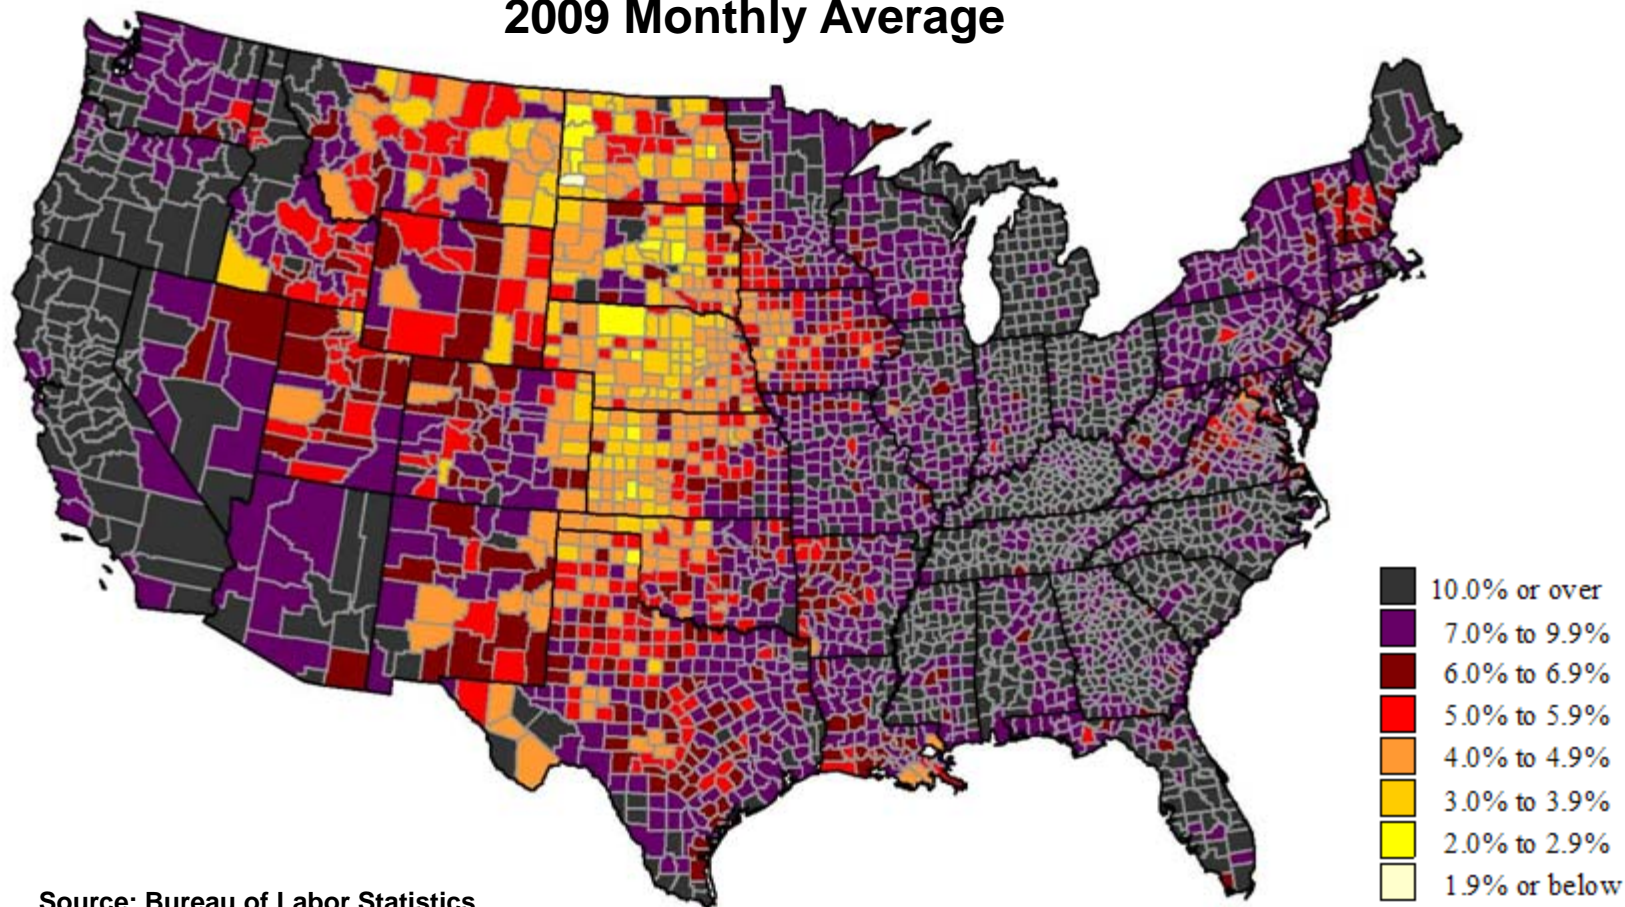 2009 Monthly Average
10.0% or over
7.0% to 9.9%
6.0% to 6.9%
5.0% to 5.9%
4.0% to 4.9%
3.0% to 3.9%
2.0% to 2.9%
1.9% or below
Source: Bureau of Labor Statistics